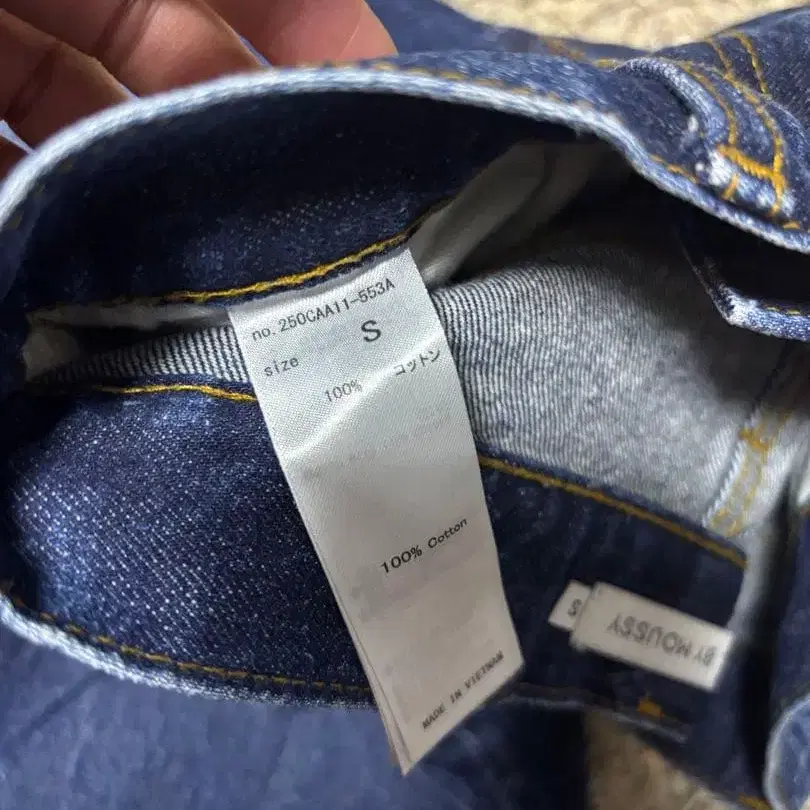 no. 250CAA11-553A
size S
100% コットン
100% Cotton
MADE IN VIETNAM
S
BY MOUSSY